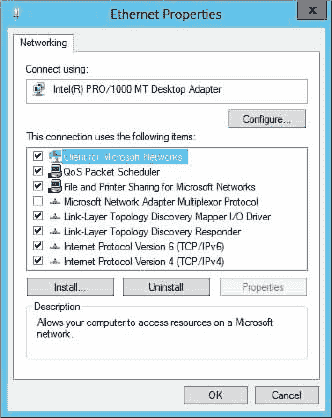 Ethernet Properties
x
Networking
Connect using:
Intel(R) PRO/1000 MT Desktop Adapter
Configure...
This connection uses the following items:
Client for Microsoft Networks
QoS Packet Scheduler
File and Printer Sharing for Microsoft Networks
Microsoft Network Adapter Multiplexor Protocol
Link-Layer Topology Discovery Mapper I/O Driver
Link-Layer Topology Discovery Responder
Internet Protocol Version 6 (TCP/IPv6)
Internet Protocol Version 4 (TCP/IPv4)
Install... Uninstall Properties
Description
Allows your computer to access resources on a Microsoft
network.
OK Cancel